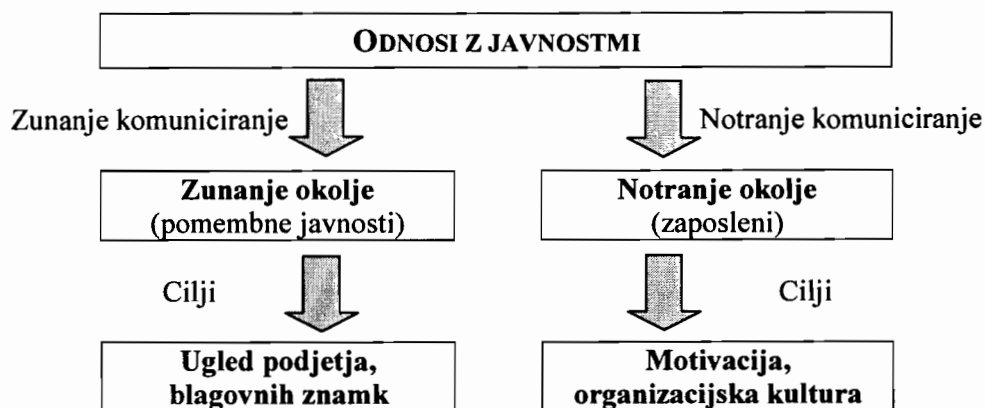 ODNOSI Z JAVNOSTMI
Zunanje komuniciranje
Notranje komuniciranje
Zunanje okolje
(pomembne javnosti)
Notranje okolje
(zaposleni)
Cilji
Cilji
Ugled podjetja,
blagovnih znamk
Motivacija,
organizacijska kultura